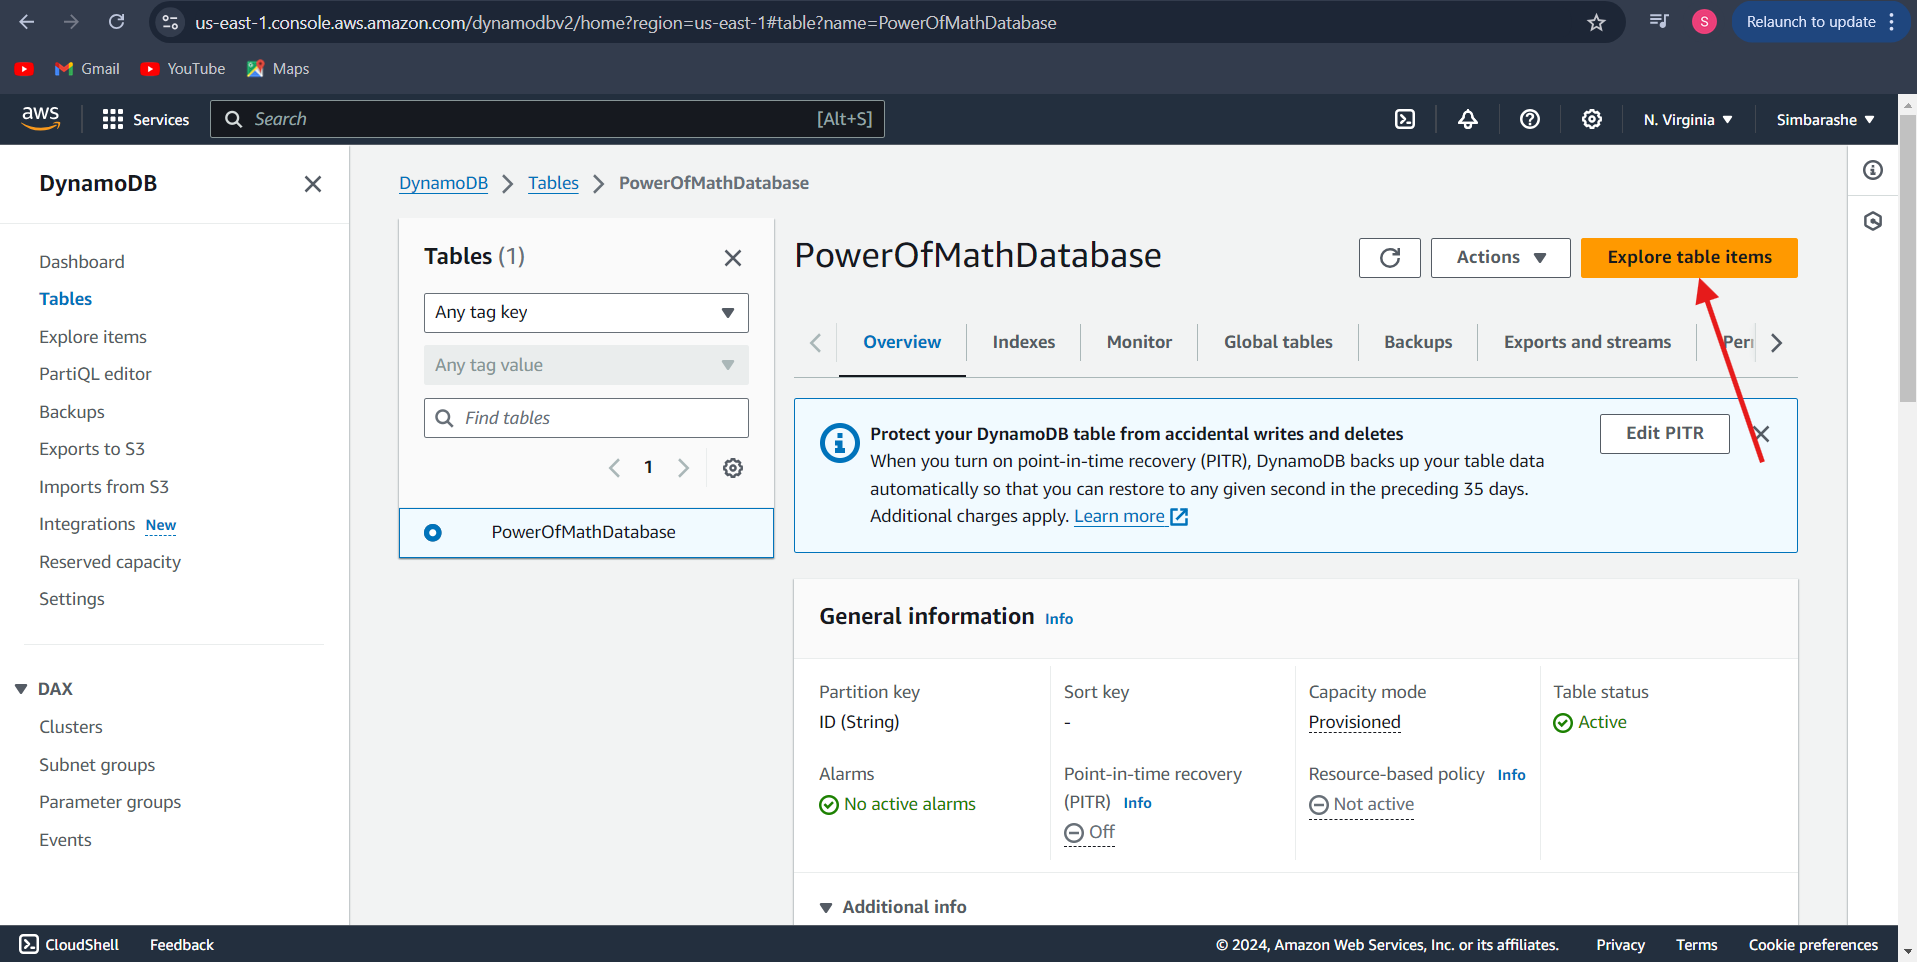 us-east-1.console.aws.amazon.com/dynamodbv2/home?region=us-east-1#table?name=PowerOfMathDatabase
S
Relaunch to update
Gmail
YouTube
Maps
aws
Services
Search
[Alt+S]
N. Virginia
Simbarashe
DynamoDB
Dashboard
Tables
Explore items
PartiQL editor
Backups
Exports to S3
Imports from S3
Integrations New
Reserved capacity
Settings
DAX
Clusters
Subnet groups
Parameter groups
Events
DynamoDB
Tables
PowerOfMathDatabase
Tables (1)
Any tag key
Any tag value
Find tables
1
PowerOfMathDatabase
PowerOfMathDatabase
Actions
Explore table items
Overview
Indexes
Monitor
Global tables
Backups
Exports and streams
Protect your DynamoDB table from accidental writes and deletes
When you turn on point-in-time recovery (PITR), DynamoDB backs up your table data
automatically so that you can restore to any given second in the preceding 35 days.
Additional charges apply. Learn more
Edit PITR
General information Info
Partition key
ID (String)
Sort key
-
Capacity mode
Provisioned
Table status
Active
Alarms
No active alarms
Point-in-time recovery
(PITR) Info
Off
Resource-based policy Info
Not active
Additional info
CloudShell
Feedback
© 2024, Amazon Web Services, Inc. or its affiliates.
Privacy
Terms
Cookie preferences